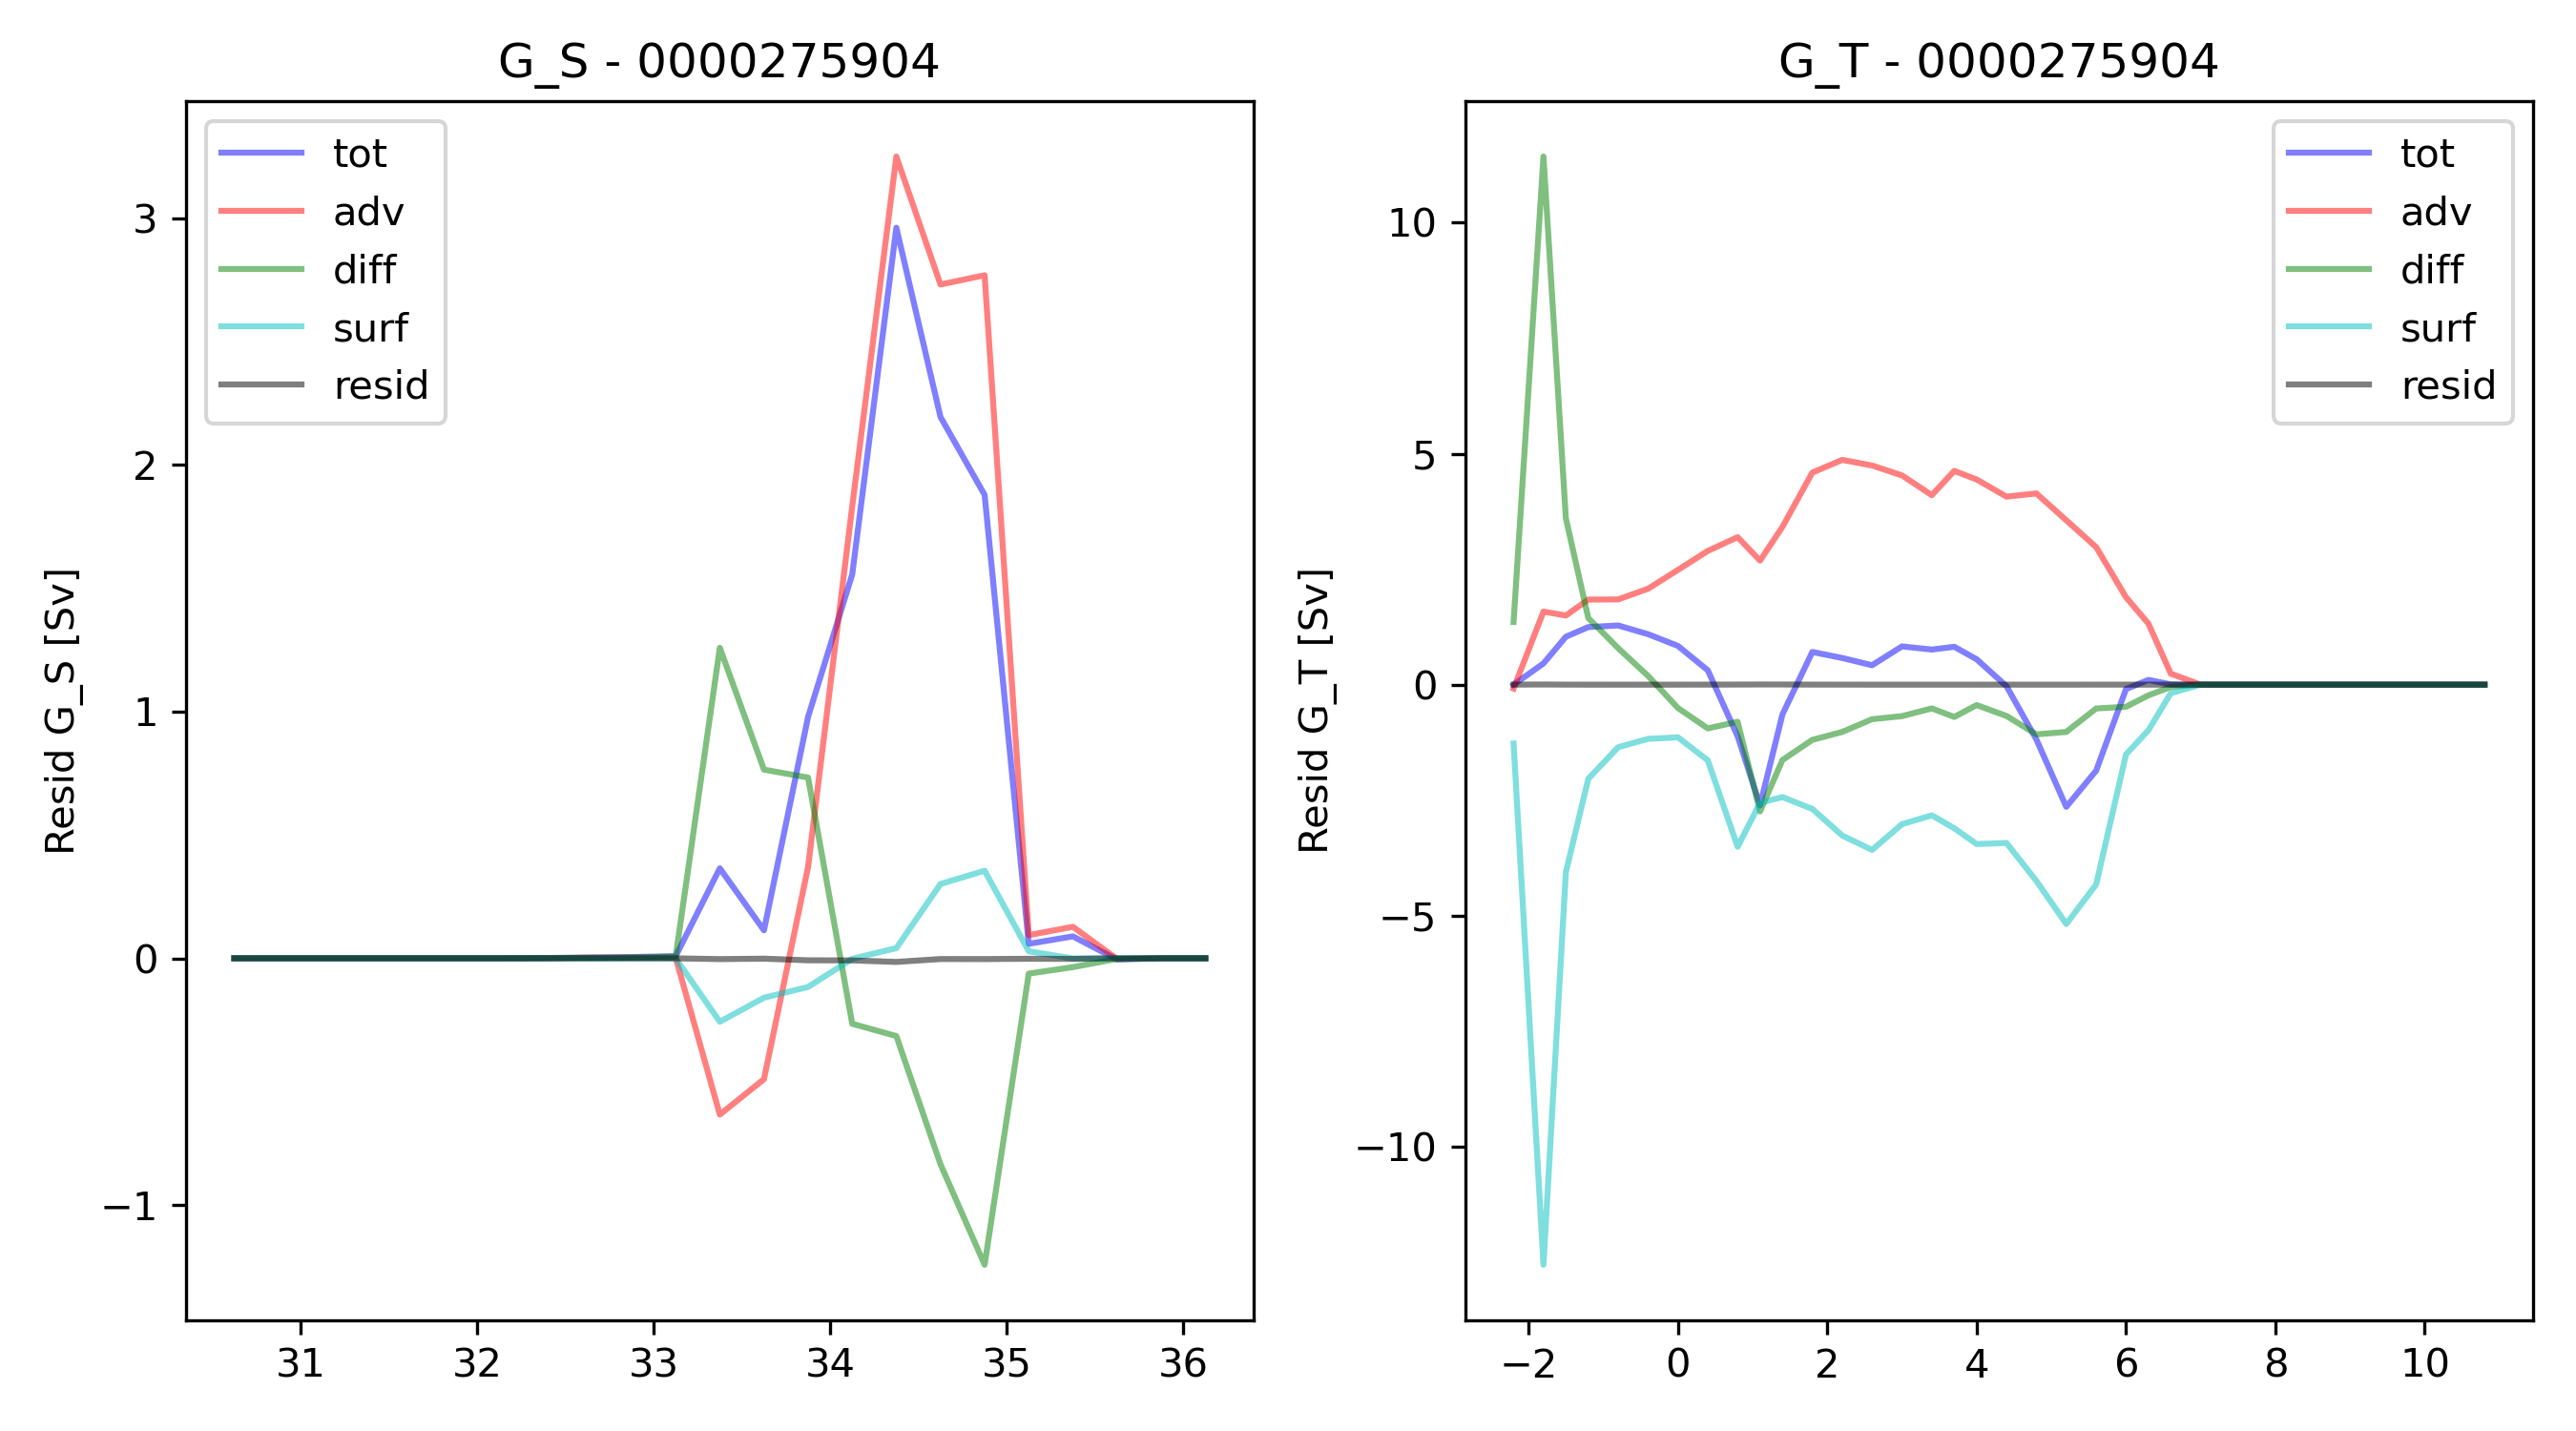 G_S - 0000275904
Resid G_S [Sv]
3
2
1
0
−1
31 32 33 34 35 36
tot
adv
diff
surf
resid
G_T - 0000275904
Resid G_T [Sv]
10
5
0
−5
−10
−2 0 2 4 6 8 10
tot
adv
diff
surf
resid